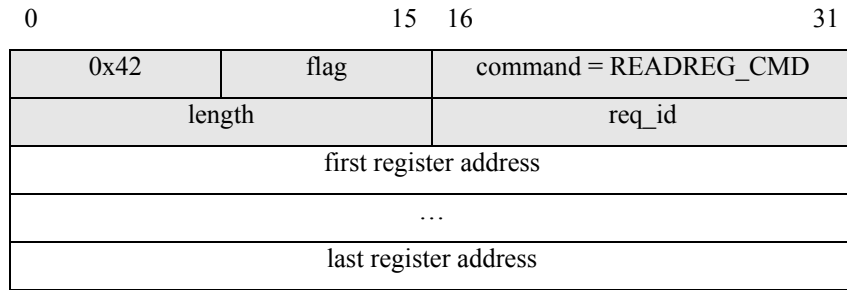 0 15 16 31
0x42 flag command = READREG_CMD
length req_id
first register address
…
last register address